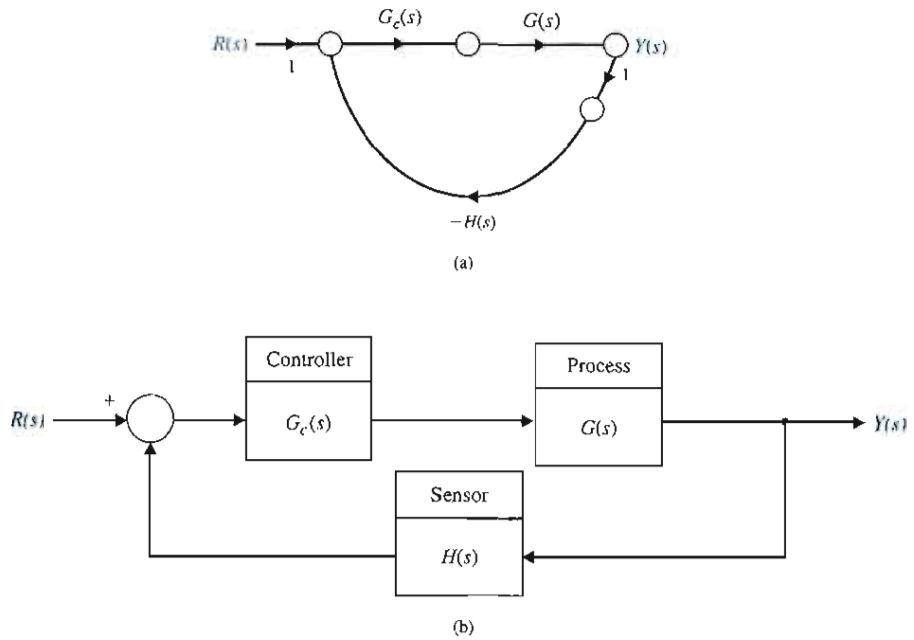 G_c(s) G(s)
R(s) Y(s)
1 1
−H(s)
(a)
Controller Process
+
R(s) G_c(s) G(s) Y(s)
Sensor
H(s)
(b)